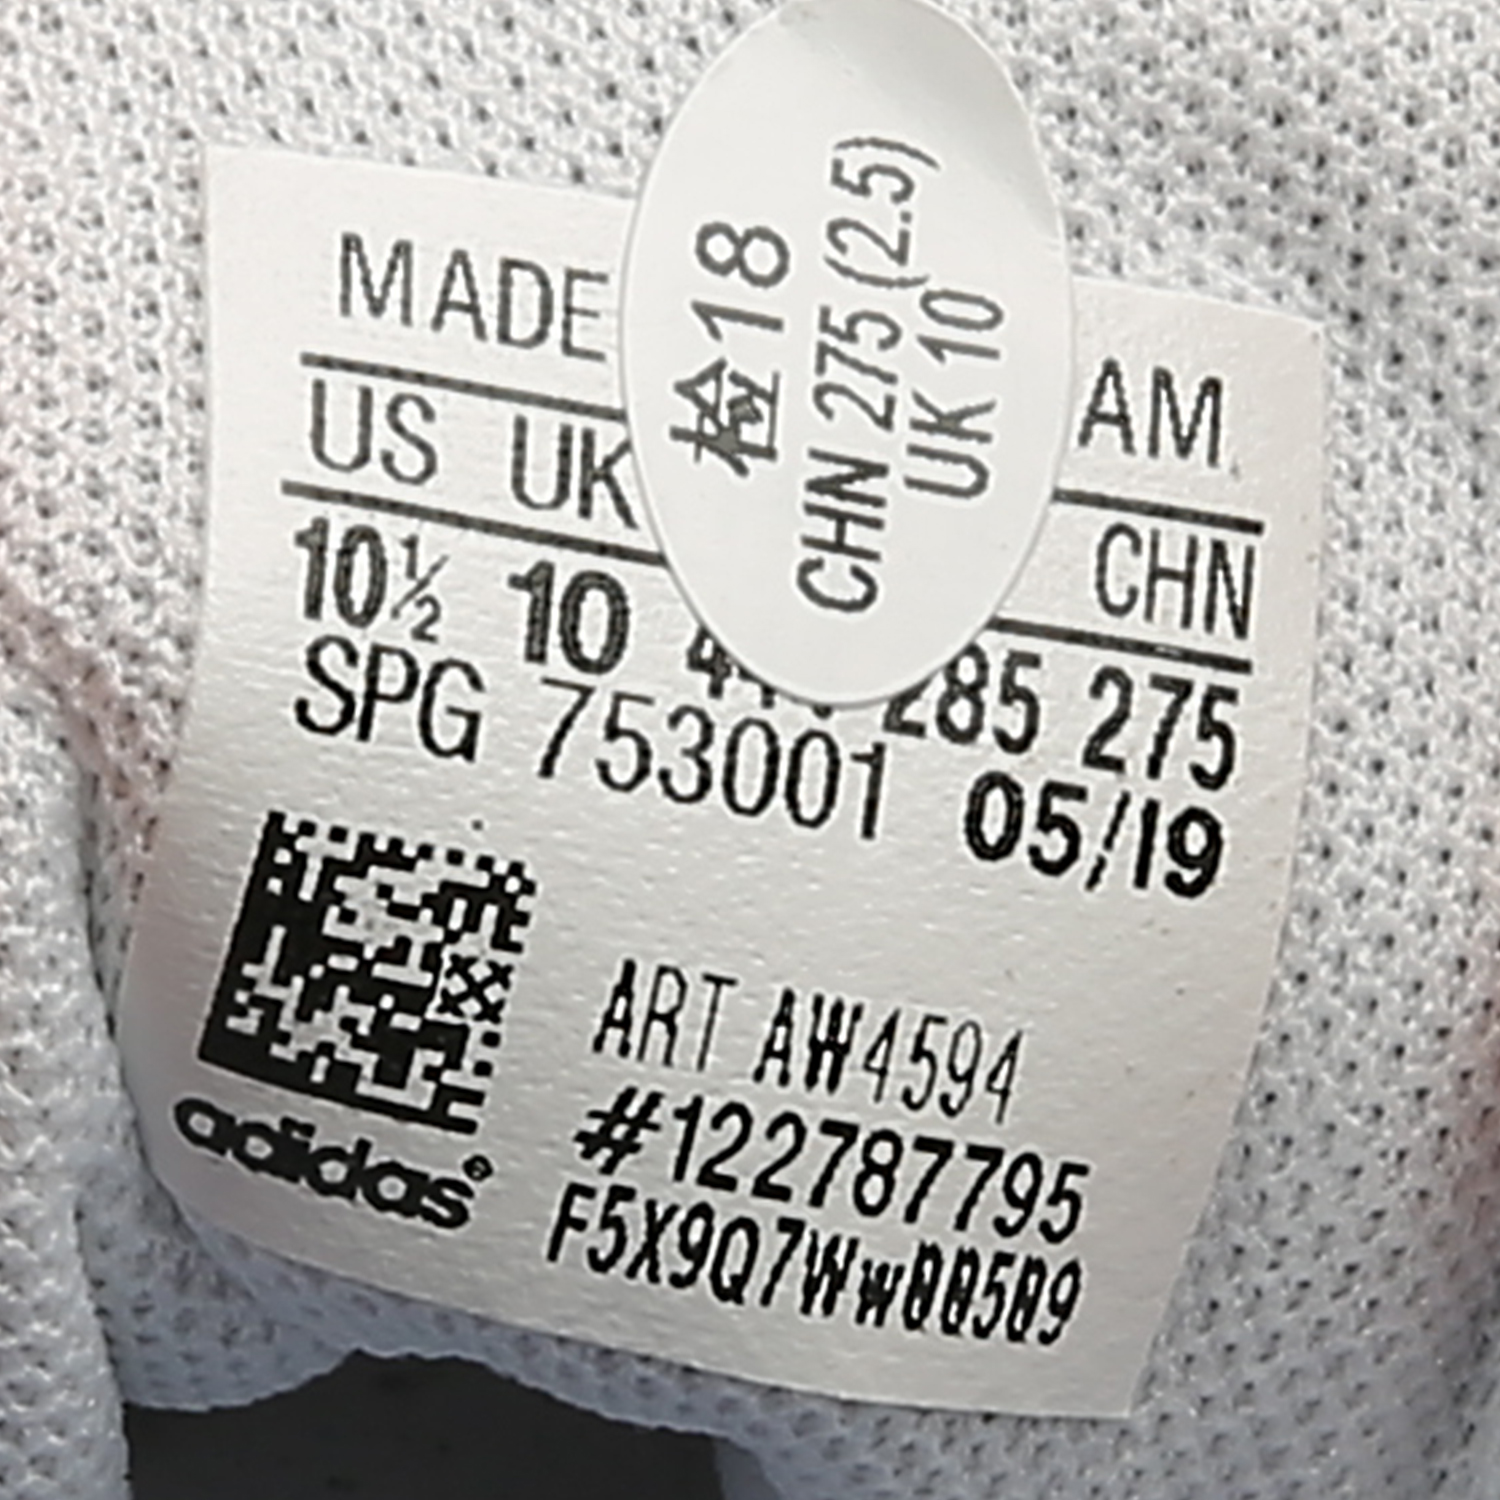 MADE
AM
US UK CHN
10½ 10 285 275
SPG 753001 05/19
检18
CHN 275 (2.5)
UK 10
ART AW4594
#122787795
F5X9Q7Ww00509
adidas